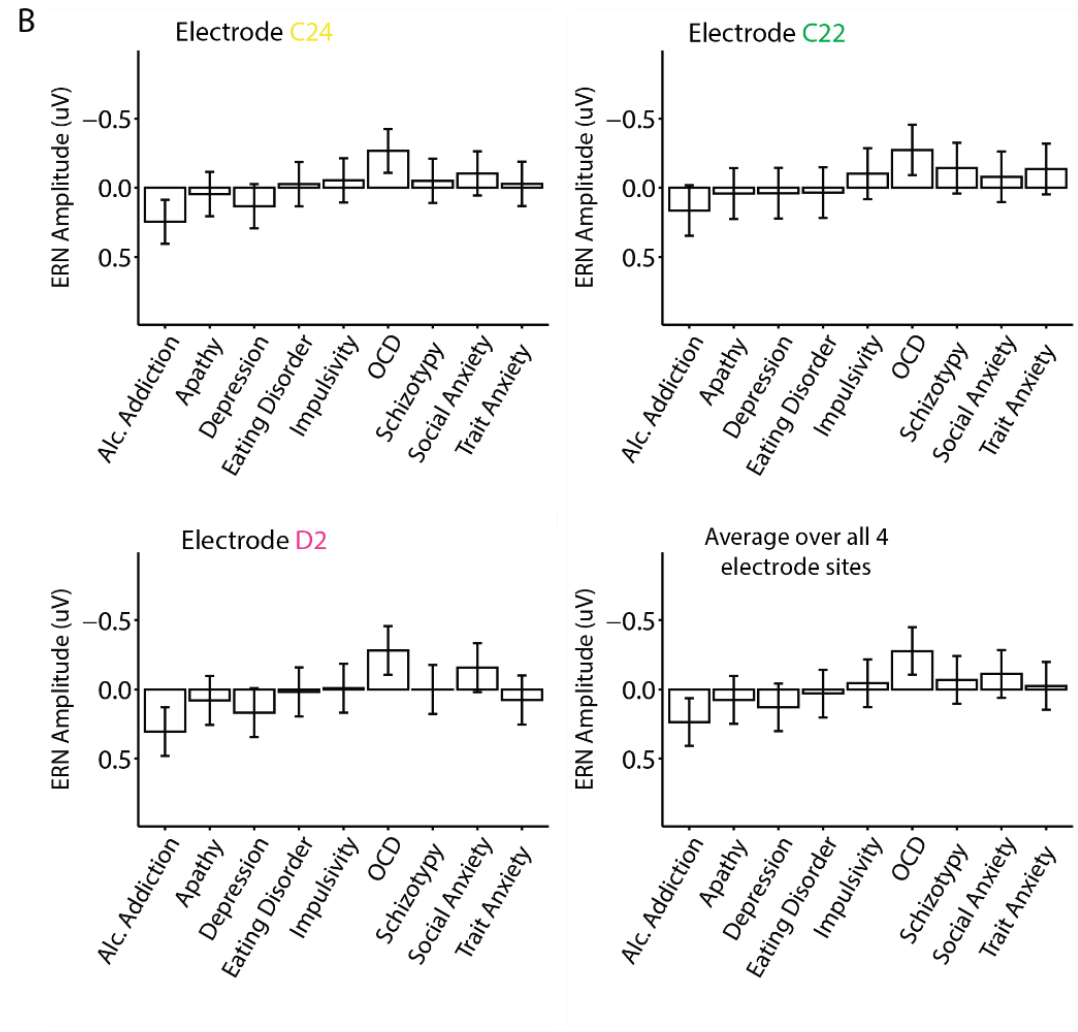 B
Electrode C24
ERN Amplitude (uV)
−0.5
0.0
0.5
Alc. Addiction
Apathy
Depression
Eating Disorder
Impulsivity
OCD
Schizotypy
Social Anxiety
Trait Anxiety
Electrode C22
ERN Amplitude (uV)
−0.5
0.0
0.5
Alc. Addiction
Apathy
Depression
Eating Disorder
Impulsivity
OCD
Schizotypy
Social Anxiety
Trait Anxiety
Electrode D2
ERN Amplitude (uV)
−0.5
0.0
0.5
Alc. Addiction
Apathy
Depression
Eating Disorder
Impulsivity
OCD
Schizotypy
Social Anxiety
Trait Anxiety
Average over all 4
electrode sites
ERN Amplitude (uV)
−0.5
0.0
0.5
Alc. Addiction
Apathy
Depression
Eating Disorder
Impulsivity
OCD
Schizotypy
Social Anxiety
Trait Anxiety